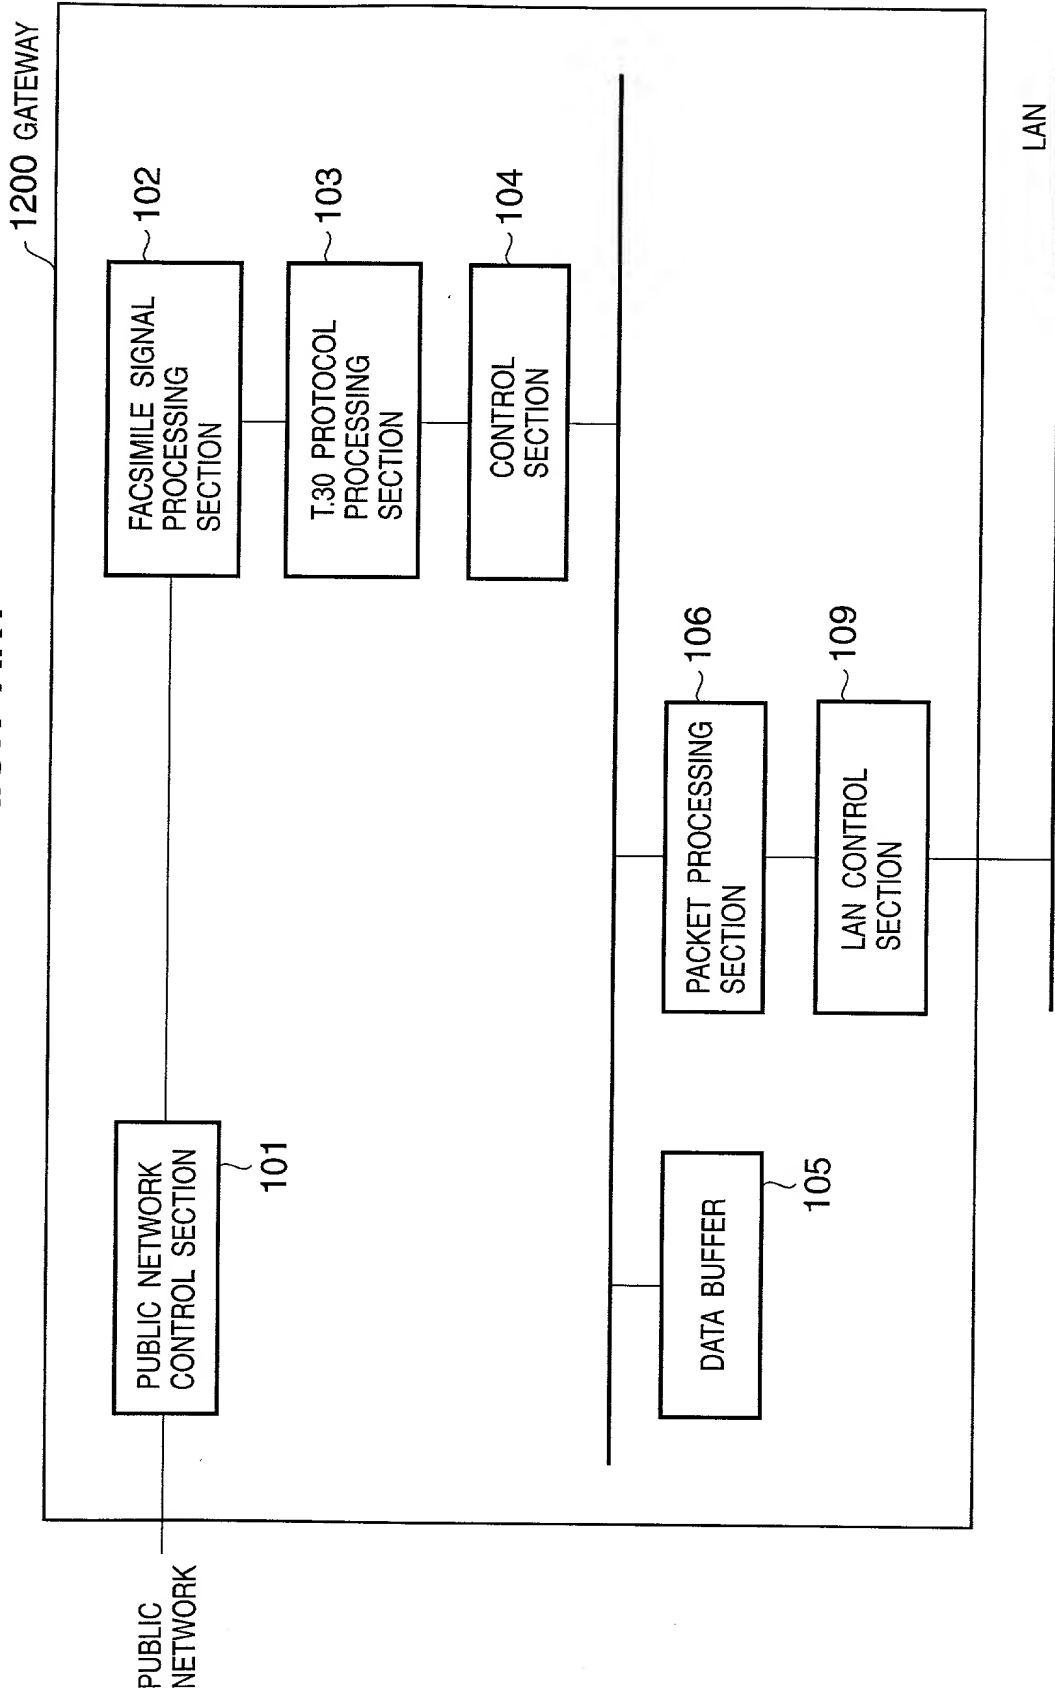 1200 GATEWAY
PUBLIC
NETWORK
PUBLIC NETWORK
CONTROL SECTION
101
FACSIMILE SIGNAL
PROCESSING
SECTION
102
T.30 PROTOCOL
PROCESSING
SECTION
103
CONTROL
SECTION
104
DATA BUFFER
105
PACKET PROCESSING
SECTION
106
LAN CONTROL
SECTION
109
LAN